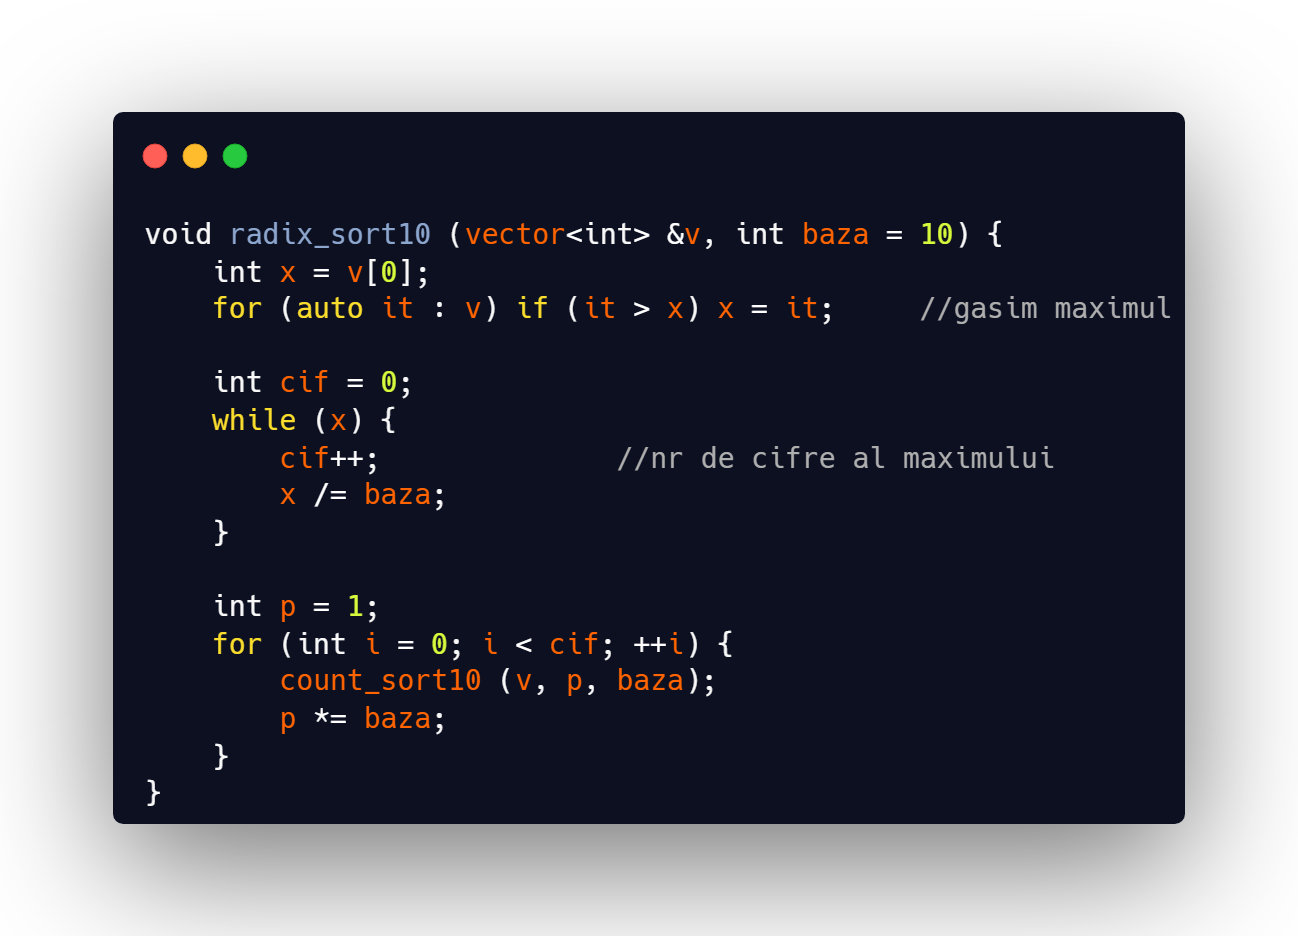 void radix_sort10 (vector<int> &v, int baza = 10) {
    int x = v[0];
    for (auto it : v) if (it > x) x = it;     //gasim maximul
    int cif = 0;
    while (x) {
        cif++;              //nr de cifre al maximului
        x /= baza;
    }
    int p = 1;
    for (int i = 0; i < cif; ++i) {
        count_sort10 (v, p, baza);
        p *= baza;
    }
}